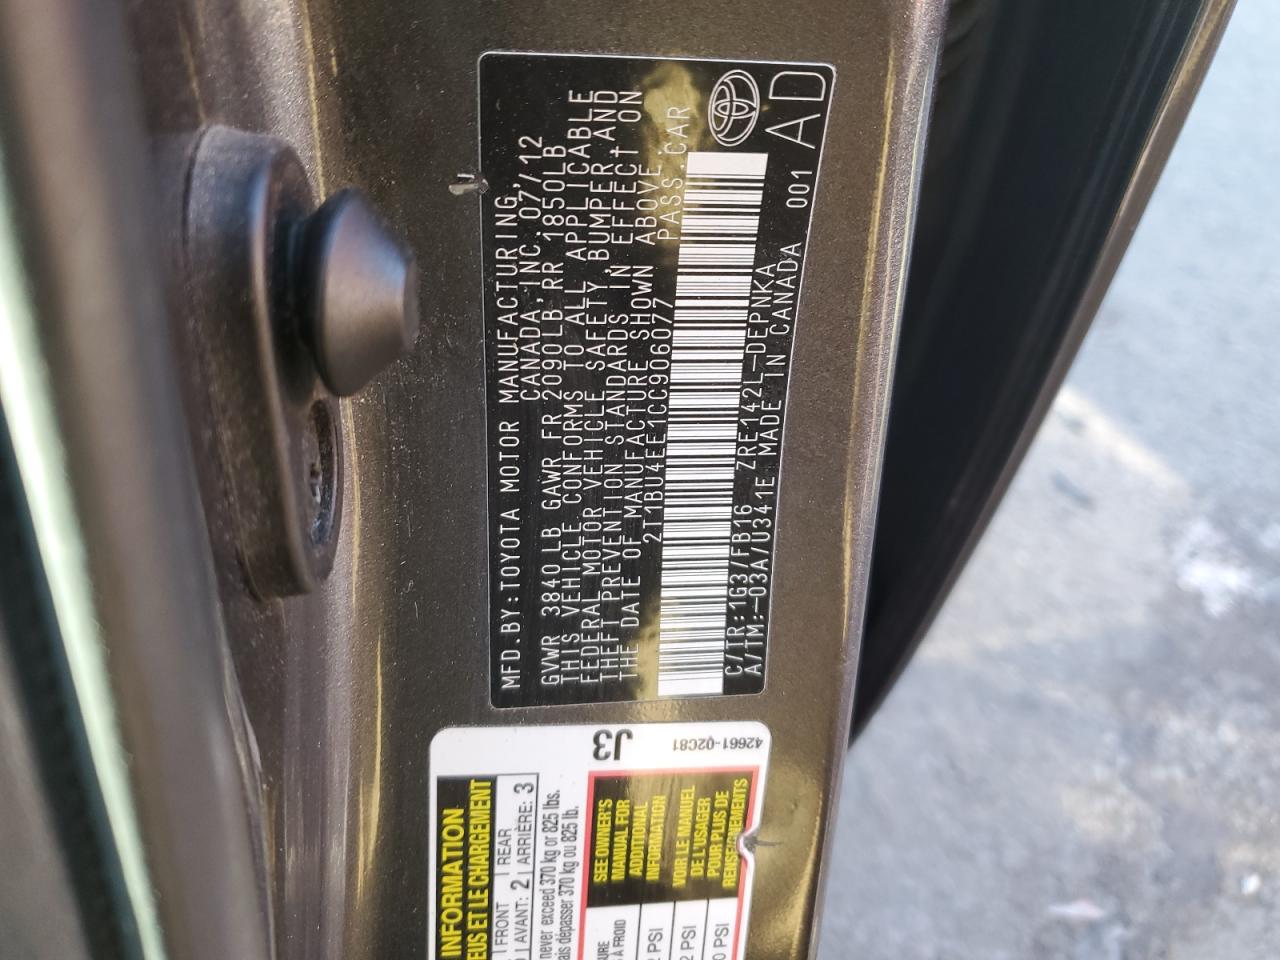 MFD.BY:TOYOTA MOTOR MANUFACTURING,
CANADA,INC. 07/12
GVWR 3840LB GAWR FR 2090LB RR 1850LB
THIS VEHICLE CONFORMS TO ALL APPLICABLE
FEDERAL MOTOR VEHICLE SAFETY, BUMPER, AND
THEFT PREVENTION STANDARDS IN EFFECT ON
THE DATE OF MANUFACTURE SHOWN ABOVE.
2T1BU4EE1CC906077 PASS.CAR
C/TR:1G3/FB16 ZRE142L-DEPNKA
A/TM:-03A/U341E MADE IN CANADA 001
AD
J3
42661-02C81
INFORMATION
EUS ET LE CHARGEMENT
FRONT REAR
AVANT: 2 ARRIÈRE: 3
never exceed 370 kg or 825 lbs.
ais dépasser 370 kg ou 825 lb.
SEE OWNER'S
MANUAL FOR
ADDITIONAL
INFORMATION
VOIR LE MANUEL
DE L'USAGER
POUR PLUS DE
RENSEIGNEMENTS
À FROID
PSI
PSI
PSI